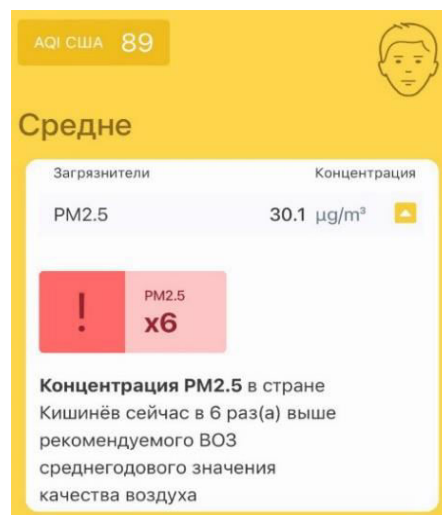 AQI США 89
Средне
Загрязнители Концентрация
PM2.5 30.1 µg/m³
! PM2.5
x6
Концентрация PM2.5 в стране
Кишинёв сейчас в 6 раз(а) выше
рекомендуемого ВОЗ
среднегодового значения
качества воздуха